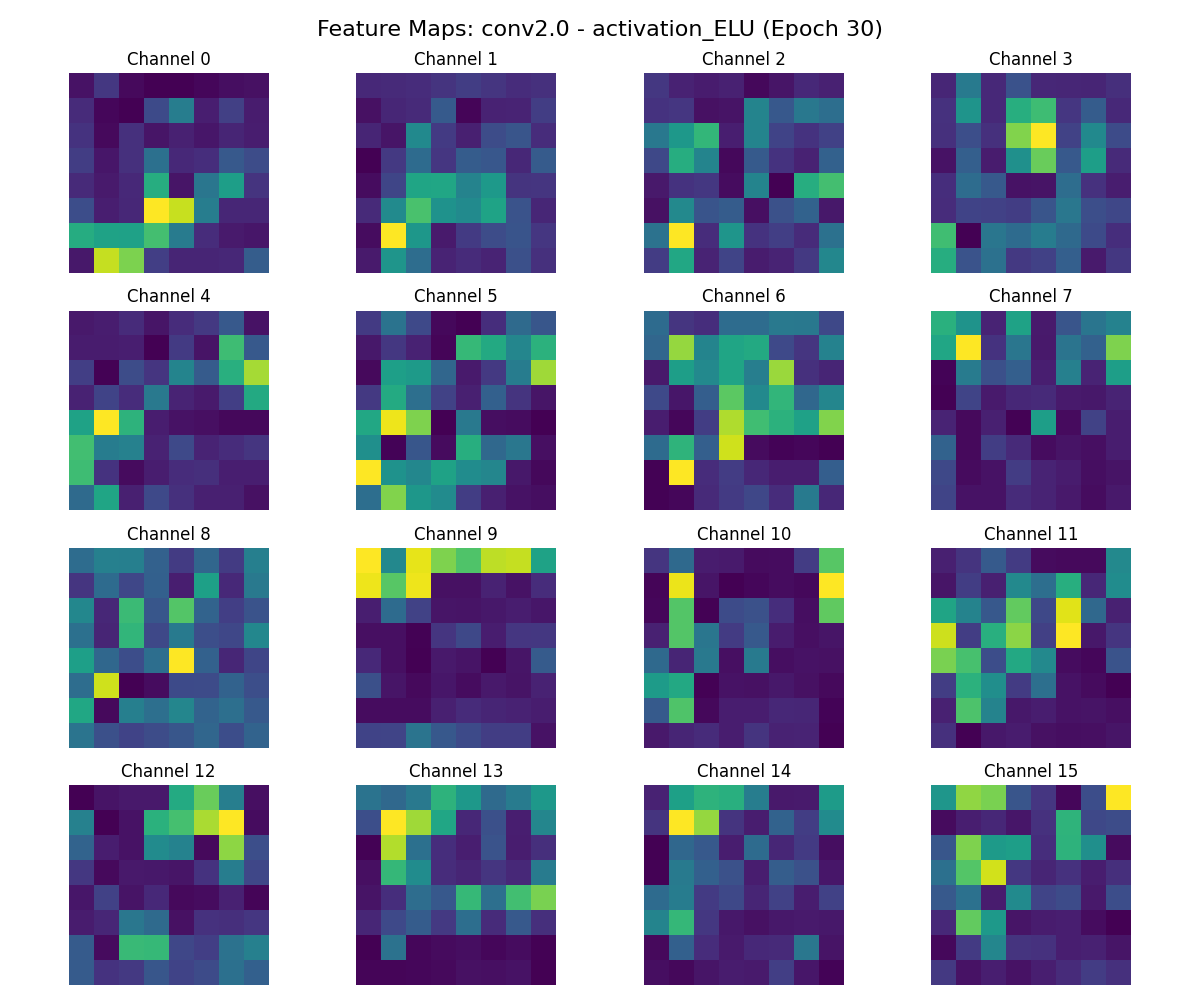 Feature Maps: conv2.0 - activation_ELU (Epoch 30)
Channel 0
Channel 1
Channel 2
Channel 3
Channel 4
Channel 5
Channel 6
Channel 7
Channel 8
Channel 9
Channel 10
Channel 11
Channel 12
Channel 13
Channel 14
Channel 15